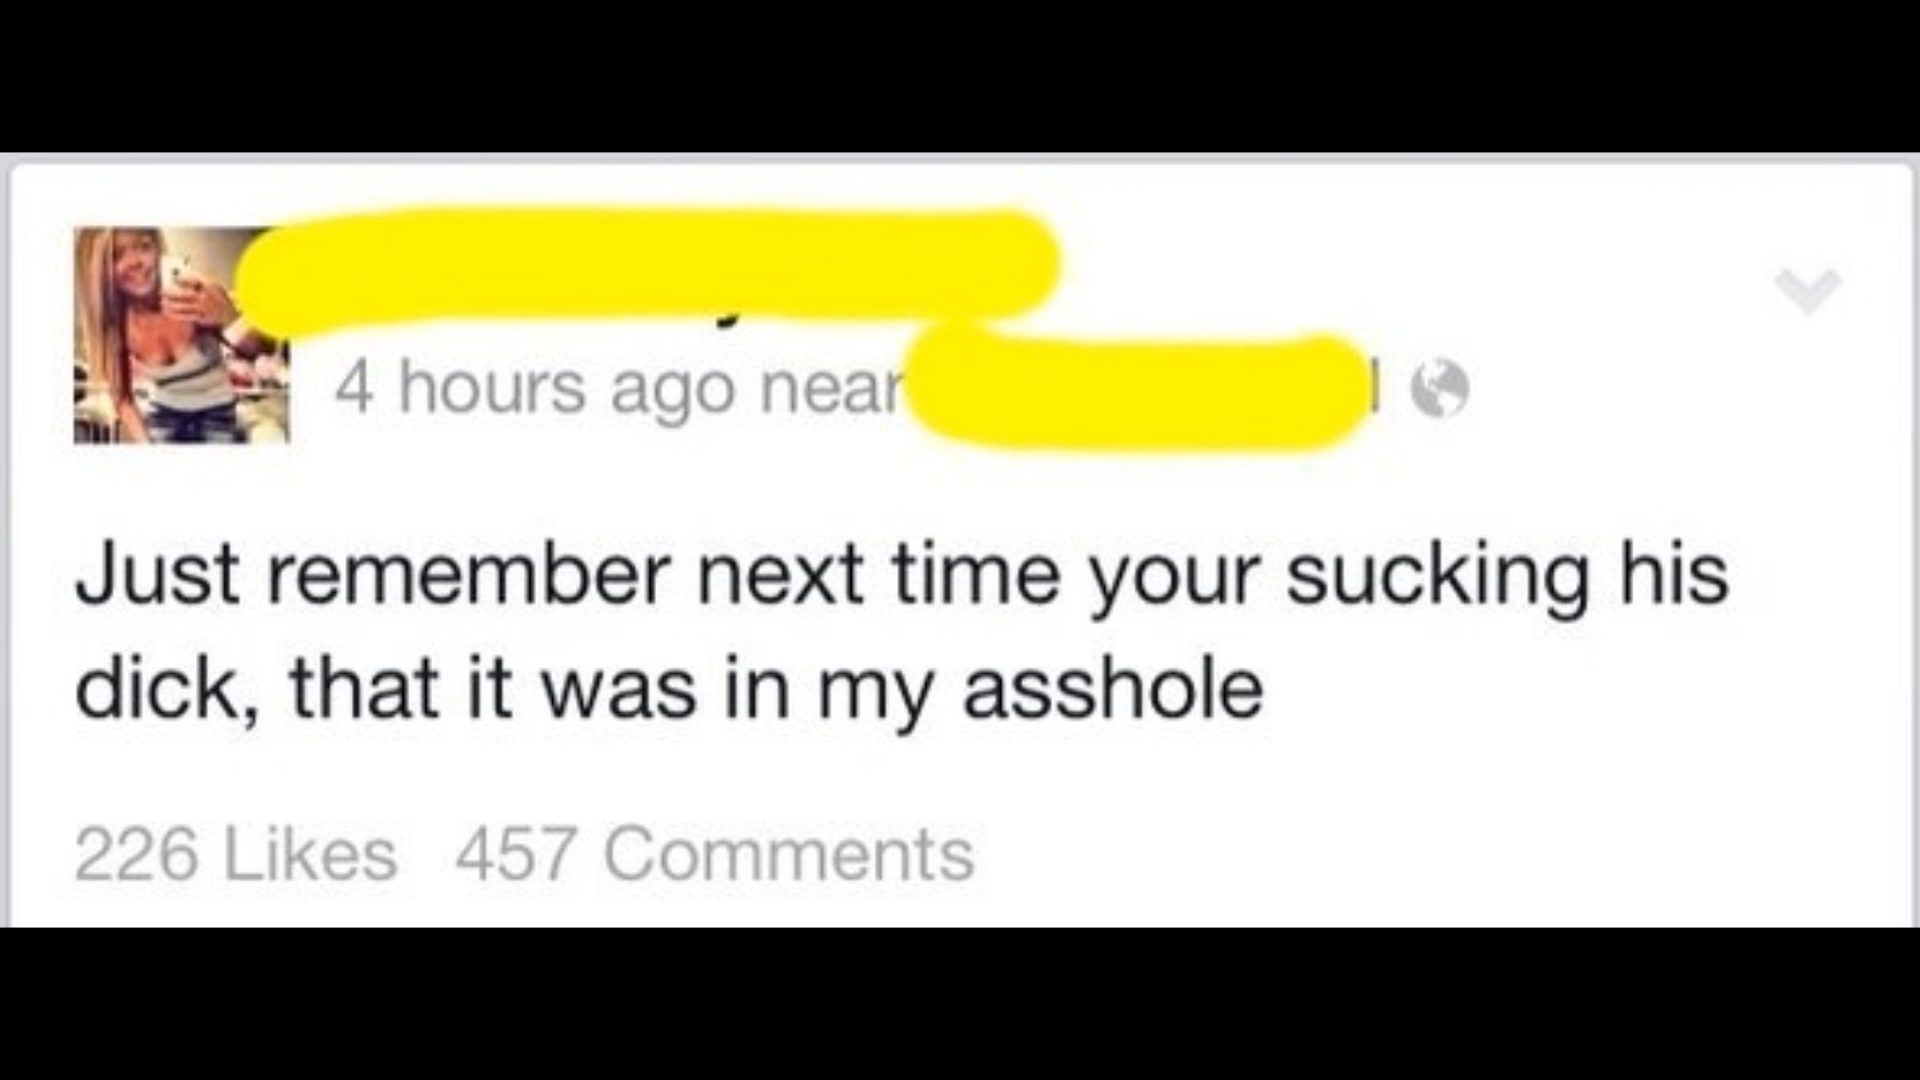 4 hours ago near
Just remember next time your sucking his
dick, that it was in my asshole
226 Likes 457 Comments